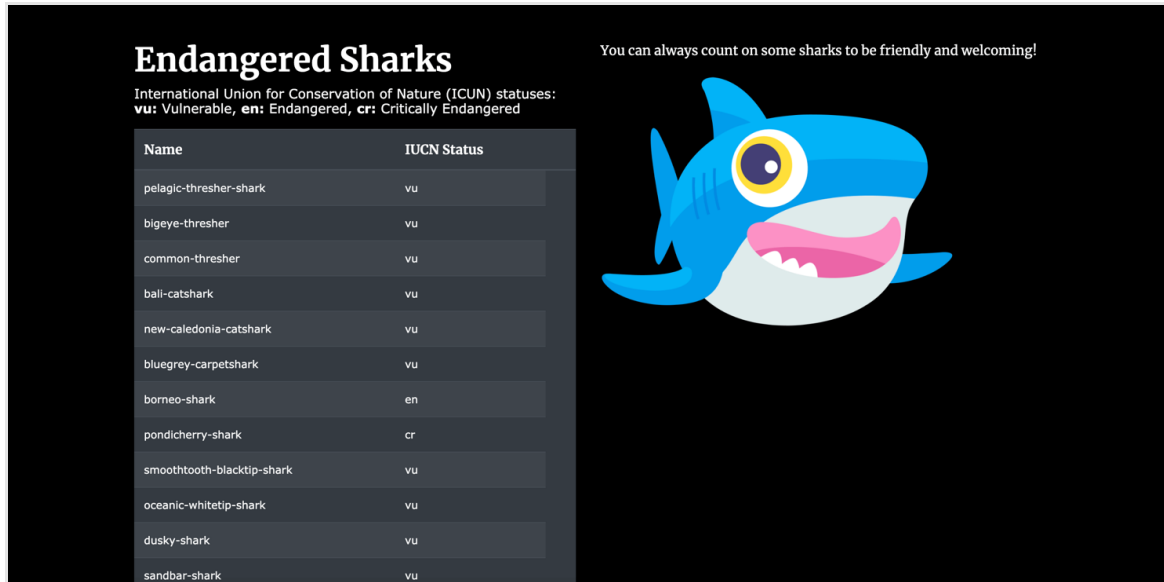 Endangered Sharks
International Union for Conservation of Nature (ICUN) statuses:
vu: Vulnerable, en: Endangered, cr: Critically Endangered
Name IUCN Status
pelagic-thresher-shark vu
bigeye-thresher vu
common-thresher vu
bali-catshark vu
new-caledonia-catshark vu
bluegrey-carpetshark vu
borneo-shark en
pondicherry-shark cr
smoothtooth-blacktip-shark vu
oceanic-whitetip-shark vu
dusky-shark vu
sandbar-shark vu
You can always count on some sharks to be friendly and welcoming!